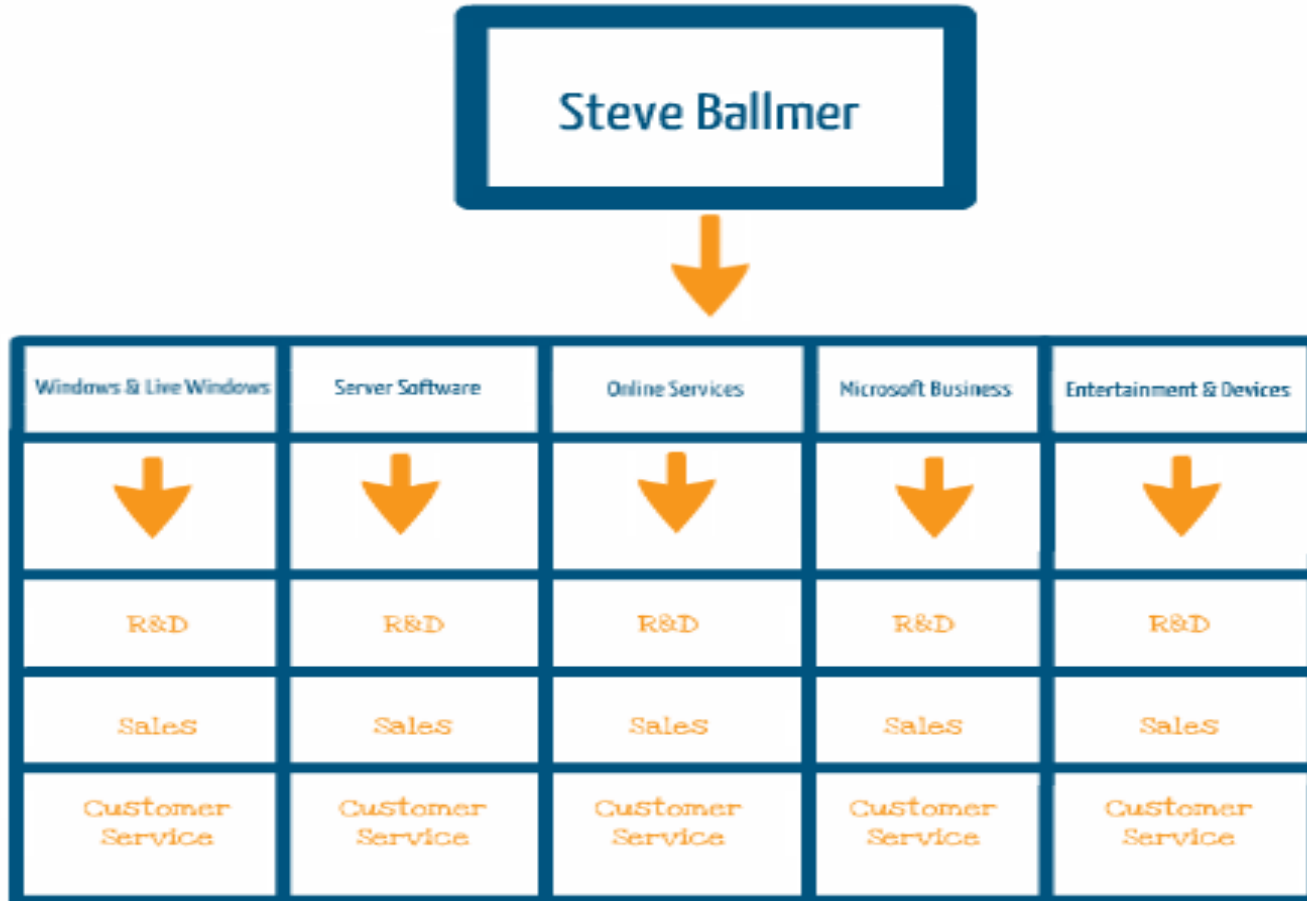 Steve Ballmer
Windows & Live Windows
Server Software
Online Services
Microsoft Business
Entertainment & Devices
R&D
R&D
R&D
R&D
R&D
Sales
Sales
Sales
Sales
Sales
Customer
Service
Customer
Service
Customer
Service
Customer
Service
Customer
Service